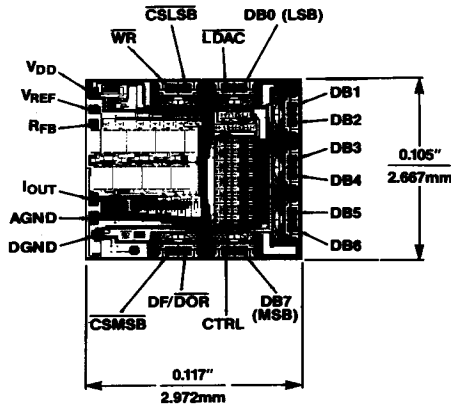 CSLSB
DB0 (LSB)
WR
LDAC
VDD
VREF
RFB
IOUT
AGND
DGND
DB1
DB2
DB3
DB4
DB5
DB6
0.105"
2.667mm
CSMSB
DF/DOR
CTRL
DB7
(MSB)
0.117"
2.972mm